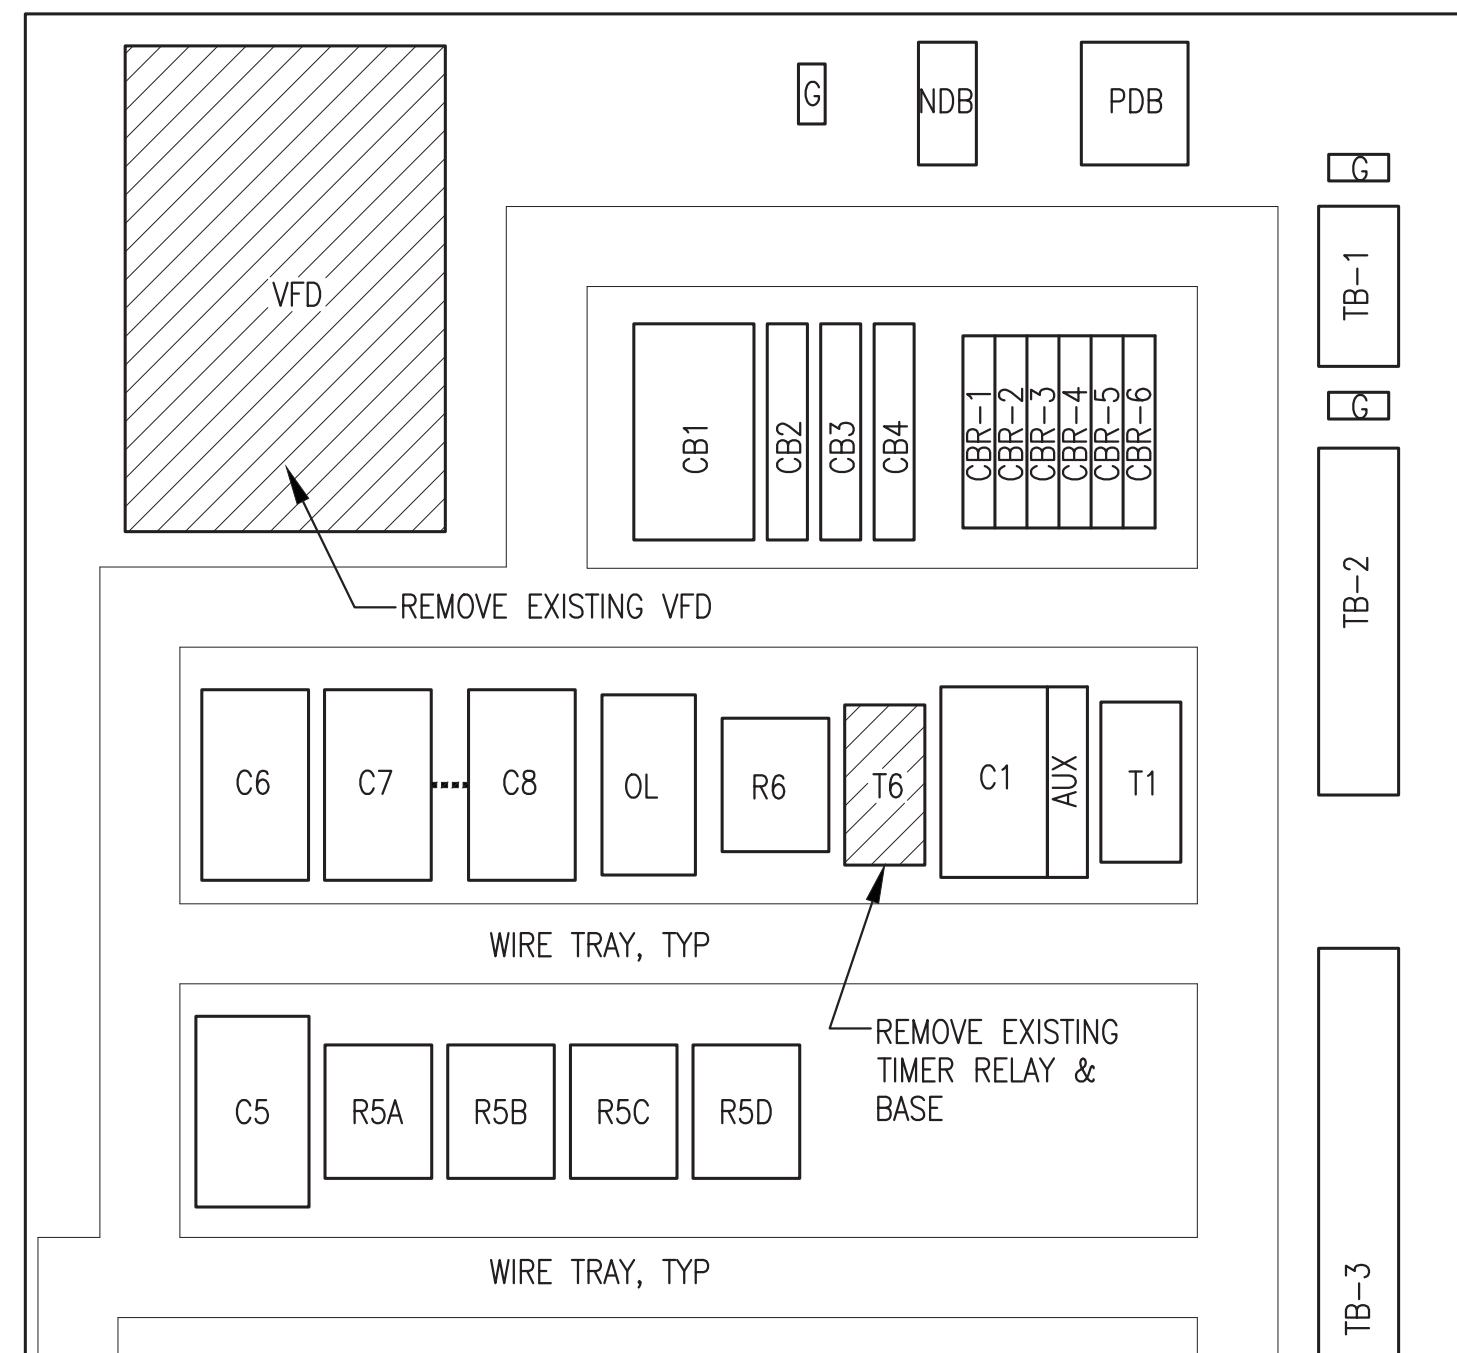 G
NDB
PDB
G
VFD
TB-1
CB1
CB2
CB3
CB4
CBR-1
CBR-2
CBR-3
CBR-4
CBR-5
CBR-6
G
TB-2
REMOVE EXISTING VFD
C6
C7
C8
OL
R6
T6
C1
AUX
T1
WIRE TRAY, TYP
REMOVE EXISTING
TIMER RELAY &
BASE
C5
R5A
R5B
R5C
R5D
WIRE TRAY, TYP
TB-3